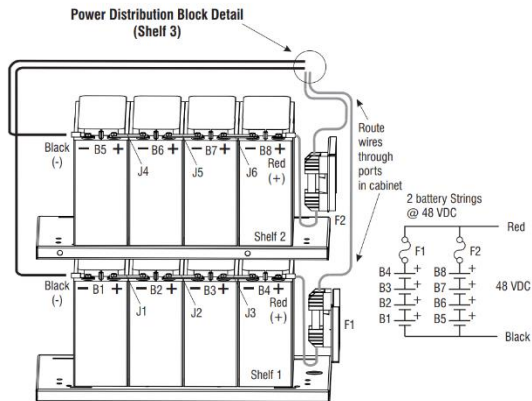 Power Distribution Block Detail
(Shelf 3)
Black
(-)
− B5 +
− B6 +
− B7 +
− B8 +
J4
J5
J6
Red
(+)
Shelf 2
F2
Route
wires
through
ports
in cabinet
Black
(-)
− B1 +
− B2 +
− B3 +
− B4 +
J1
J2
J3
Red
(+)
Shelf 1
F1
2 battery Strings
@ 48 VDC
Red
F1
F2
B4 +
B3 +
B2 +
B1 +
B8 +
B7 +
B6 +
B5 +
48 VDC
Black